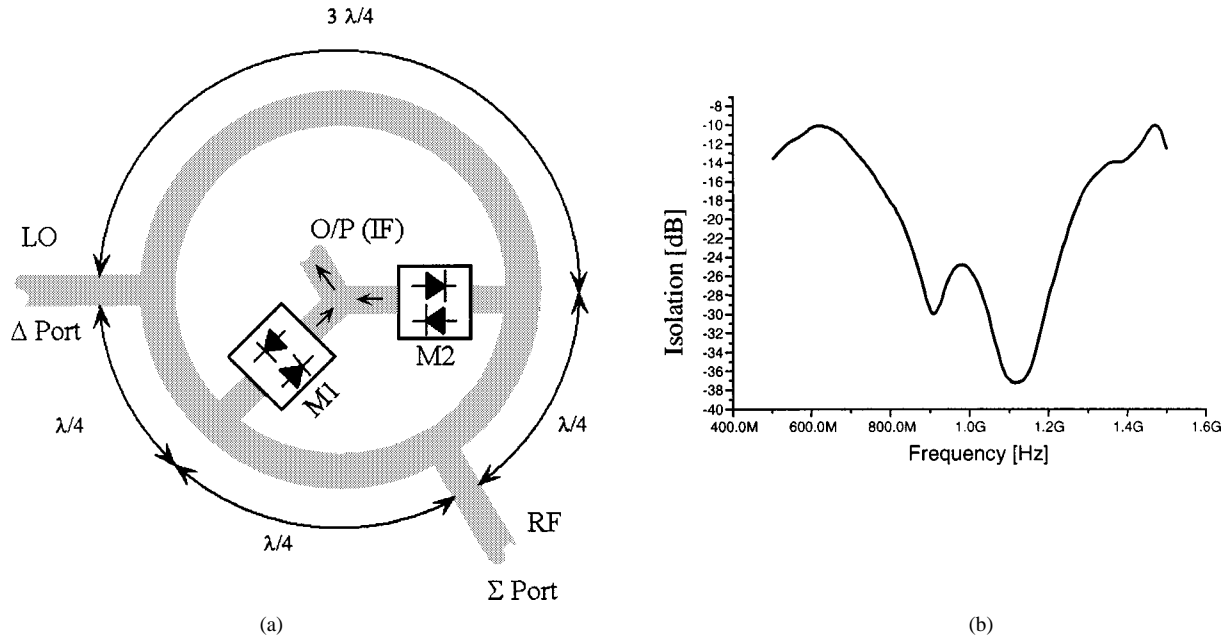 (a)
3 λ/4
LO
Δ Port
O/P (IF)
M2
M1
λ/4
λ/4
λ/4
RF
Σ Port
(b)
Isolation [dB]
-8
-10
-12
-14
-16
-18
-20
-22
-24
-26
-28
-30
-32
-34
-36
-38
-40
400.0M 600.0M 800.0M 1.0G 1.2G 1.4G 1.6G
Frequency [Hz]
(a)
(b)